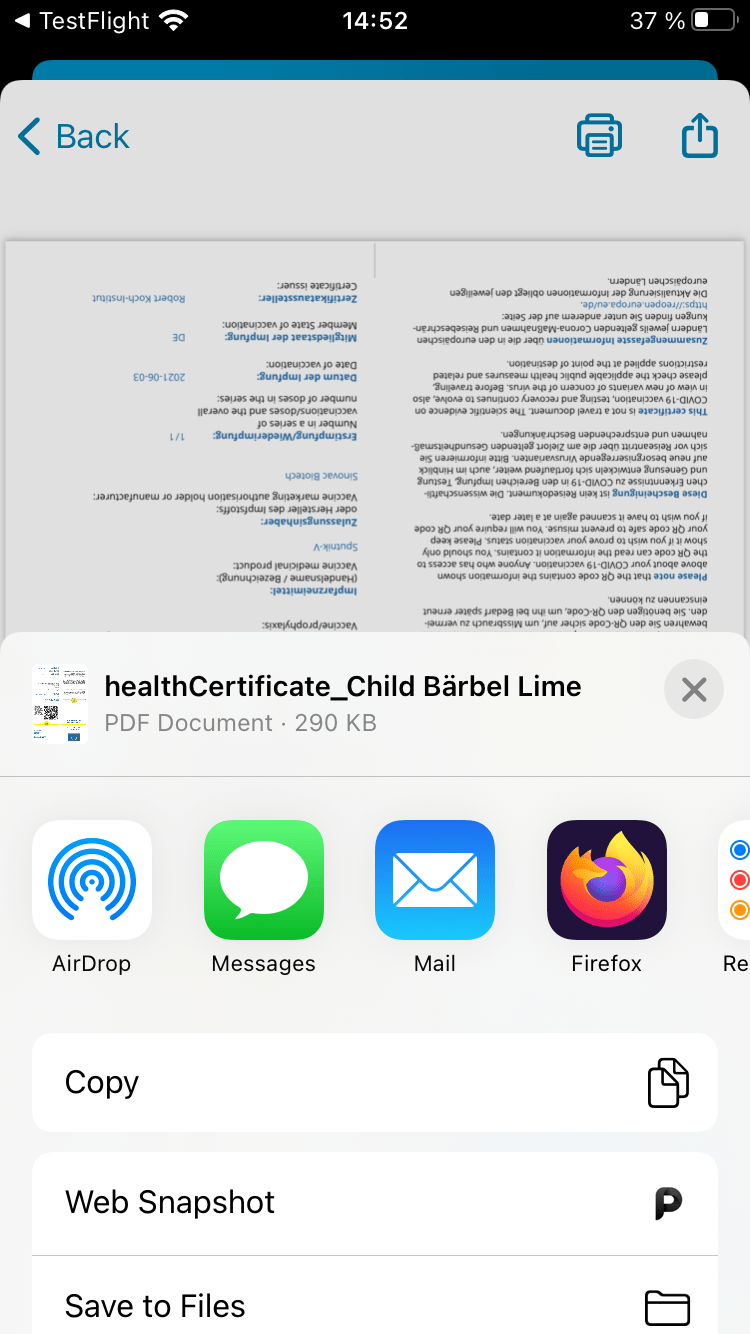 TestFlight
14:52
37 %
Back
bewahren Sie den QR-Code sicher auf, um Missbrauch zu vermei-
den. Sie benötigen den QR-Code, um ihn bei Bedarf später erneut
einscannen zu können.
Please note that the QR code contains the information shown
above about your COVID-19 vaccination. Anyone who has access to
the QR code can read the information it contains. You should only
show it if you wish to prove your vaccination status. Please keep
your QR code safe to prevent misuse. You will require your QR code
if you wish to have it scanned again at a later date.
Diese Bescheinigung ist kein Reisedokument. Die wissenschaftli-
chen Erkenntnisse zu COVID-19 in den Bereichen Impfung, Testung
und Genesung entwickeln sich fortlaufend weiter, auch im Hinblick
auf neue besorgniserregende Virusvarianten. Bitte informieren Sie
sich vor Reiseantritt über die am Zielort geltenden Gesundheitsmaß-
nahmen und entsprechenden Beschränkungen.
This certificate is not a travel document. The scientific evidence on
COVID-19 vaccination, testing and recovery continues to evolve, also
in view of new variants of concern of the virus. Before traveling,
please check the applicable public health measures and related
restrictions applied at the point of destination.
Zusammengefasste Informationen über die in den europäischen
Ländern jeweils geltenden Corona-Maßnahmen und Reisebeschrän-
kungen finden Sie unter anderem auf der Seite:
https://reopen.europa.eu/de.
Die Aktualisierung der Informationen obliegt den jeweiligen
europäischen Ländern.
Vaccine/prophylaxis:
Impfarzneimittel:
(Handelsname / Bezeichnung):
Vaccine medicinal product:
Sputnik-V
Zulassungsinhaber:
oder Hersteller des Impfstoffs:
Vaccine marketing authorisation holder or manufacturer:
Sinovac Biotech
Erstimpfung/Wiederimpfung: 1/1
Number in a series of
vaccinations/doses and the overall
number of doses in the series:
Datum der Impfung: 2021-06-03
Date of vaccination:
Mitgliedstaat der Impfung: DE
Member State of vaccination:
Zertifikataussteller: Robert Koch-Institut
Certificate issuer:
healthCertificate_Child Bärbel Lime
PDF Document · 290 KB
AirDrop
Messages
Mail
Firefox
Re
Copy
Web Snapshot
Save to Files